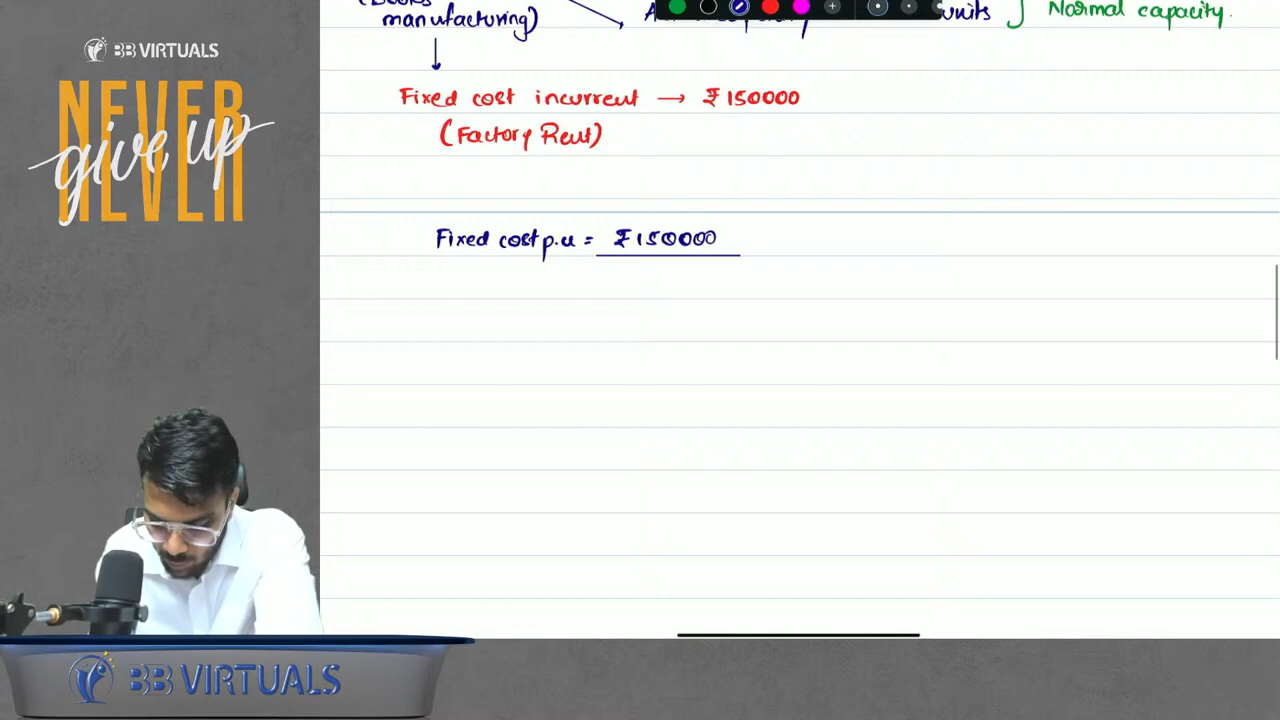 manufacturing)
units } Normal capacity.
Fixed cost incurrent → ₹150000
(Factory Rent)
Fixed cost p.u = ₹150000
BB VIRTUALS
NEVER
give up
NEVER
BB VIRTUALS